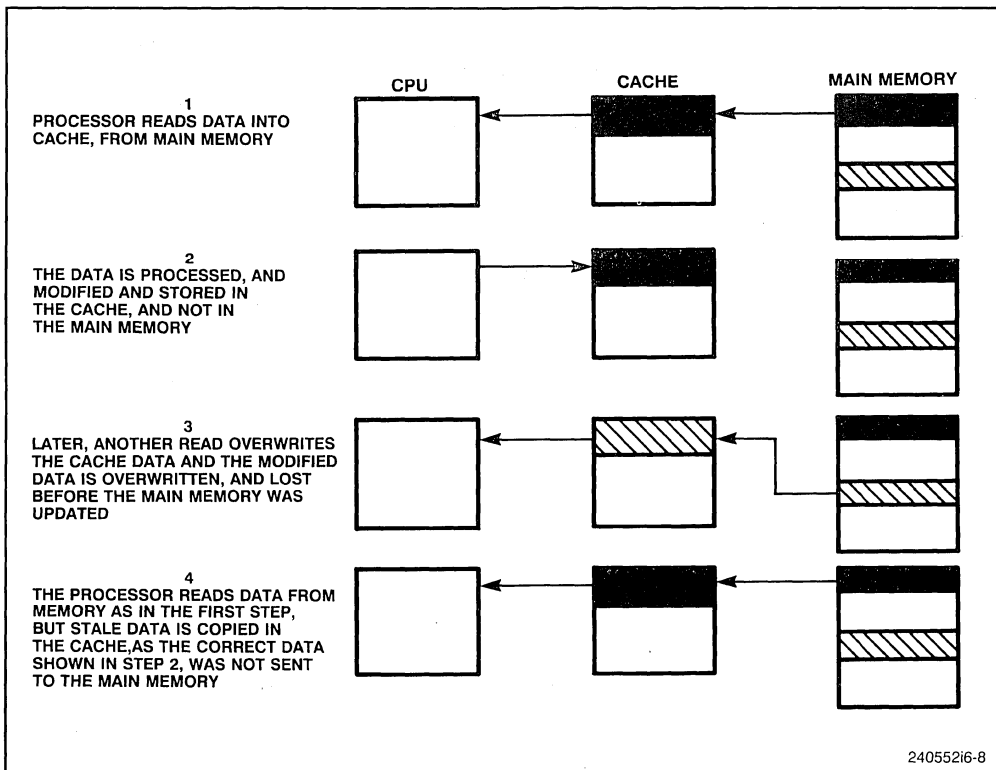 CPU
CACHE
MAIN MEMORY
1
PROCESSOR READS DATA INTO
CACHE, FROM MAIN MEMORY
2
THE DATA IS PROCESSED, AND
MODIFIED AND STORED IN
THE CACHE, AND NOT IN
THE MAIN MEMORY
3
LATER, ANOTHER READ OVERWRITES
THE CACHE DATA AND THE MODIFIED
DATA IS OVERWRITTEN, AND LOST
BEFORE THE MAIN MEMORY WAS
UPDATED
4
THE PROCESSOR READS DATA FROM
MEMORY AS IN THE FIRST STEP,
BUT STALE DATA IS COPIED IN
THE CACHE,AS THE CORRECT DATA
SHOWN IN STEP 2, WAS NOT SENT
TO THE MAIN MEMORY
240552i6-8